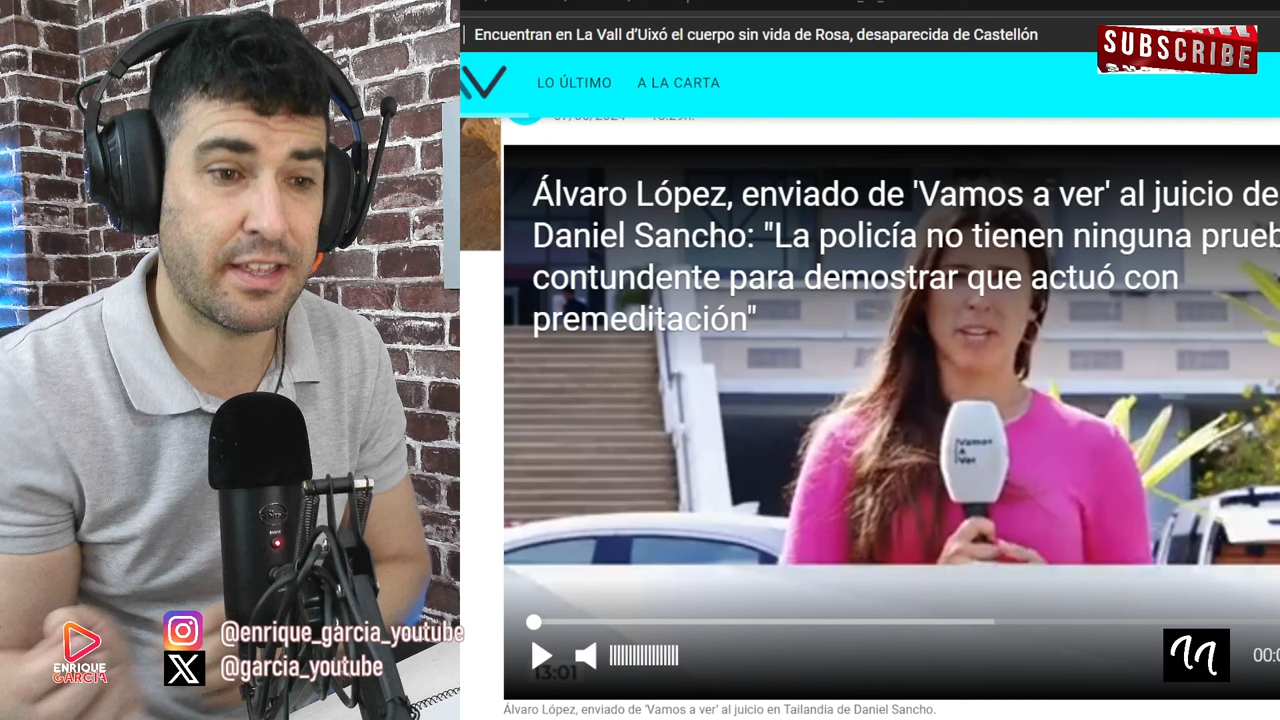 Encuentran en La Vall d'Uixó el cuerpo sin vida de Rosa, desaparecida de Castellón
SUBSCRIBE
LO ÚLTIMO A LA CARTA
Álvaro López, enviado de 'Vamos a ver' al juicio de
Daniel Sancho: "La policía no tienen ninguna prueb
contundente para demostrar que actuó con
premeditación"
Vamos
A
Ver
@enrique_garcia_youtube
@garcia_youtube
ENRIQUE
GARCIA
13:01
00:0
Álvaro López, enviado de 'Vamos a ver' al juicio en Tailandia de Daniel Sancho.